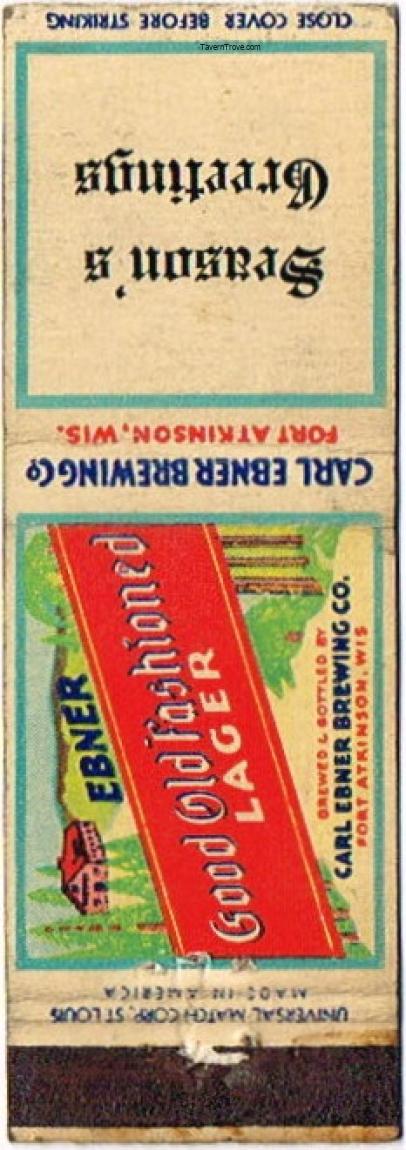 CLOSE COVER BEFORE STRIKING
TavernTrove.com
Season's
Greetings
FORT ATKINSON, WIS.
CARL EBNER BREWING Co
EBNER
Good Old Fashioned
LAGER
BREWED & BOTTLED BY
CARL EBNER BREWING CO.
FORT ATKINSON, WIS
UNIVERSAL MATCH CORP., ST. LOUIS
MADE IN AMERICA